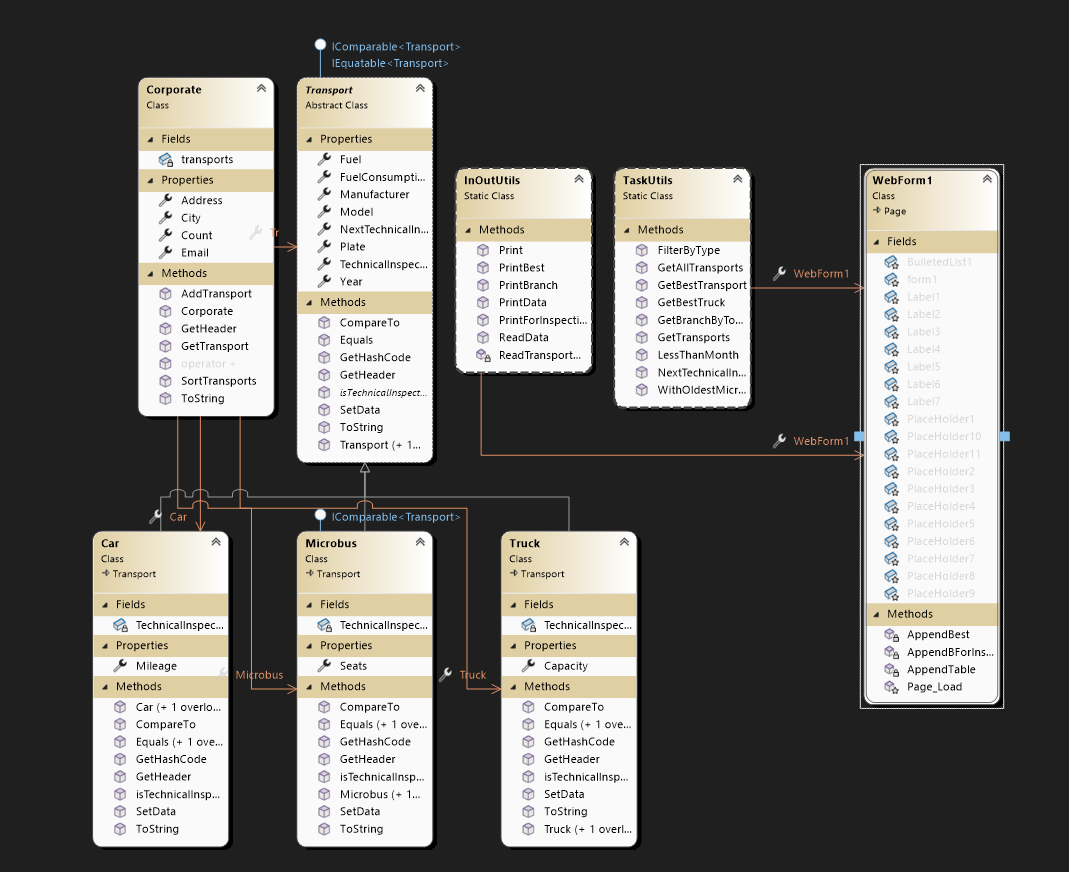 IComparable<Transport>
IEquatable<Transport>
Corporate
Class
Fields
transports
Properties
Address
City
Count
Email
Methods
AddTransport
Corporate
GetHeader
GetTransport
operator +
SortTransports
ToString
Tr
Transport
Abstract Class
Properties
Fuel
FuelConsumpti...
Manufacturer
Model
NextTechnicalIn...
Plate
TechnicalInspec...
Year
Methods
CompareTo
Equals
GetHashCode
GetHeader
isTechnicalInspect...
SetData
ToString
Transport (+ 1...
InOutUtils
Static Class
Methods
Print
PrintBest
PrintBranch
PrintData
PrintForInspecti...
ReadData
ReadTransport...
TaskUtils
Static Class
Methods
FilterByType
GetAllTransports
GetBestTransport
GetBestTruck
GetBranchByTo...
GetTransports
LessThanMonth
NextTechnicalIn...
WithOldestMicr...
WebForm1
WebForm1
WebForm1
Class
Page
Fields
BulletedList1
form1
Label1
Label2
Label3
Label4
Label5
Label6
Label7
PlaceHolder1
PlaceHolder10
PlaceHolder11
PlaceHolder2
PlaceHolder3
PlaceHolder4
PlaceHolder5
PlaceHolder6
PlaceHolder7
PlaceHolder8
PlaceHolder9
Methods
AppendBest
AppendBForIns...
AppendTable
Page_Load
Car
Car
Class
Transport
Fields
TechnicalInspec...
Properties
Mileage
Methods
Car (+ 1 overlo...
CompareTo
Equals (+ 1 ove...
GetHashCode
GetHeader
isTechnicalInsp...
SetData
ToString
Microbus
IComparable<Transport>
Microbus
Class
Transport
Fields
TechnicalInspec...
Properties
Seats
Methods
CompareTo
Equals (+ 1 ove...
GetHashCode
GetHeader
isTechnicalInsp...
Microbus (+ 1...
SetData
ToString
Truck
Truck
Class
Transport
Fields
TechnicalInspec...
Properties
Capacity
Methods
CompareTo
Equals (+ 1 ove...
GetHashCode
GetHeader
isTechnicalInsp...
SetData
ToString
Truck (+ 1 overl...